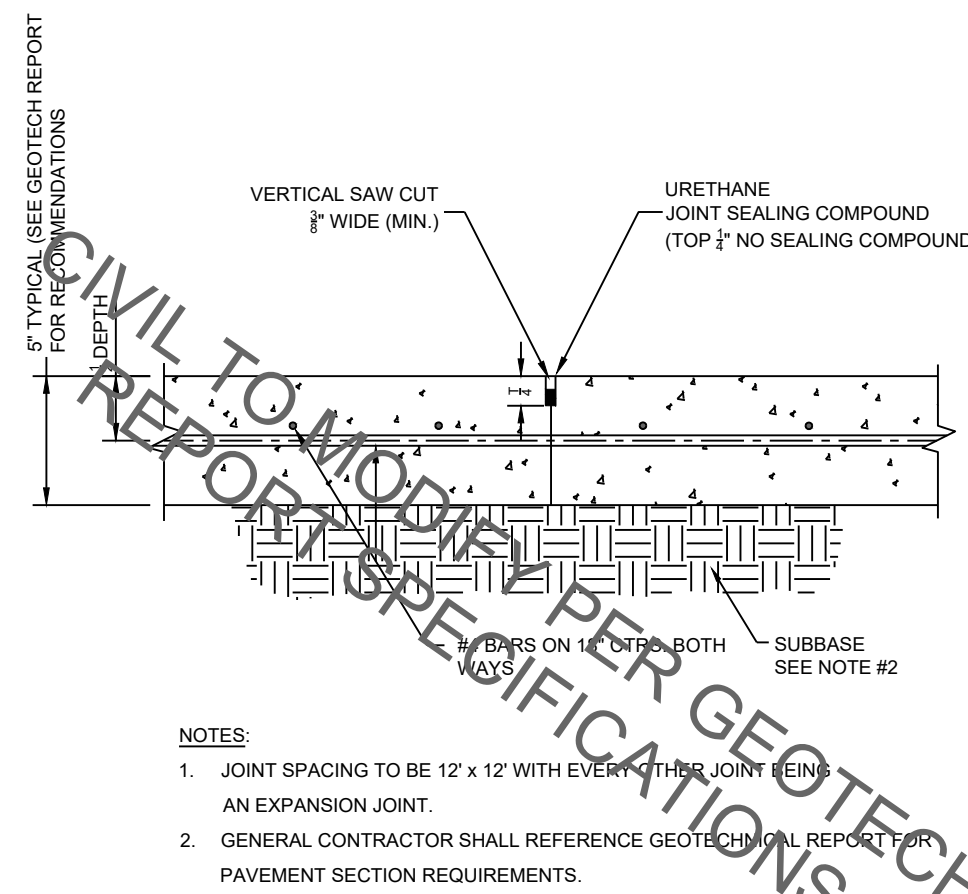 5" TYPICAL (SEE GEOTECH REPORT
FOR RECOMMENDATIONS
DEPTH
VERTICAL SAW CUT
3/8" WIDE (MIN.)
URETHANE
JOINT SEALING COMPOUND
(TOP 1/4" NO SEALING COMPOUND
T/4
BARS ON CTRS. BOTH
WAYS
SUBBASE
SEE NOTE #2
CIVIL TO MODIFY PER GEOTECH
REPORT SPECIFICATIONS
NOTES:
1. JOINT SPACING TO BE 12' x 12' WITH EVERY OTHER JOINT BEING
AN EXPANSION JOINT.
2. GENERAL CONTRACTOR SHALL REFERENCE GEOTECHNICAL REPORT FOR
PAVEMENT SECTION REQUIREMENTS.